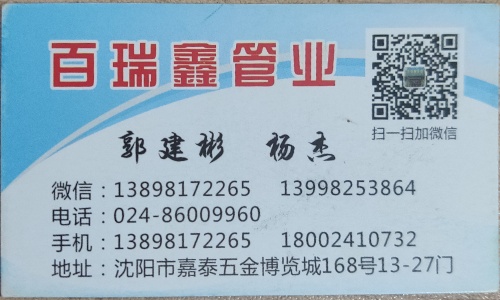 百瑞鑫管业
扫一扫加微信
郭建彬 杨杰
微信：13898172265 13998253864
电话：024-86009960
手机：13898172265 18002410732
地址：沈阳市嘉泰五金博览城168号13-27门